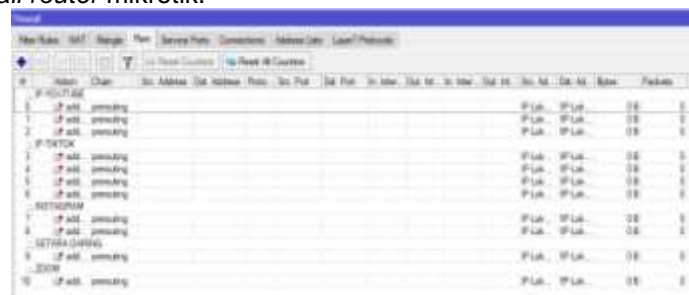 router mikrotik.
Firewall
Filter Rules NAT Mangle Raw Service Ports Connections Address Lists Layer7 Protocols
Reset Counters Reset All Counters
# Action Chain Src. Address Dst. Address Proto... Src. Port Dst. Port In. Inter... Out. Int... In. Inter... Out. Int... Src. Ad... Dst. Ad... Bytes Packets
IP-YOUTUBE
0 add... prerouting IP-Lok... IP-Lok... 0 B 0
1 add... prerouting IP-Lok... IP-Lok... 0 B 0
2 add... prerouting IP-Lok... IP-Lok... 0 B 0
IP-TIKTOK
3 add... prerouting IP-Lok... IP-Lok... 0 B 0
4 add... prerouting IP-Lok... IP-Lok... 0 B 0
5 add... prerouting IP-Lok... IP-Lok... 0 B 0
6 add... prerouting IP-Lok... IP-Lok... 0 B 0
INSTAGRAM
7 add... prerouting IP-Lok... IP-Lok... 0 B 0
8 add... prerouting IP-Lok... IP-Lok... 0 B 0
SETARA DARING
9 add... prerouting IP-Lok... IP-Lok... 0 B 0
ZOOM
10 add... prerouting IP-Lok... IP-Lok... 0 B 0